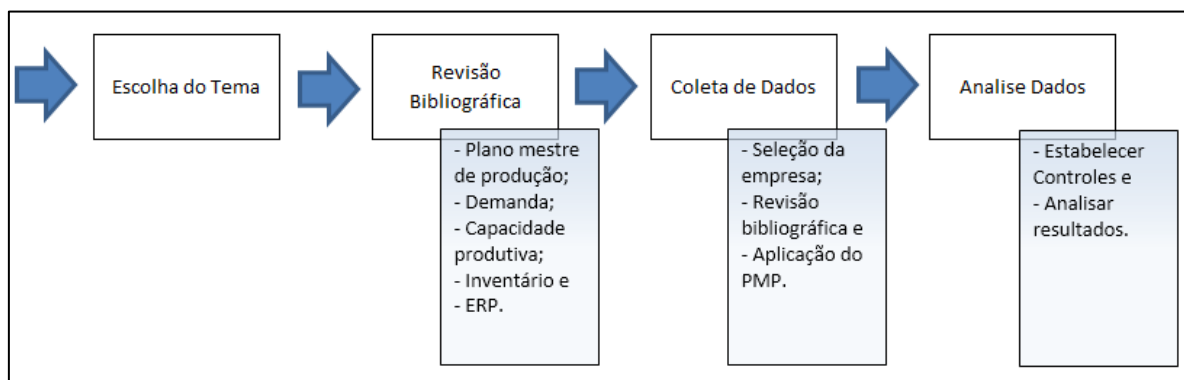 Escolha do Tema
Revisão
Bibliográfica
- Plano mestre
de produção;
- Demanda;
- Capacidade
produtiva;
- Inventário e
- ERP.
Coleta de Dados
- Seleção da
empresa;
- Revisão
bibliográfica e
- Aplicação do
PMP.
Analise Dados
- Estabelecer
Controles e
- Analisar
resultados.